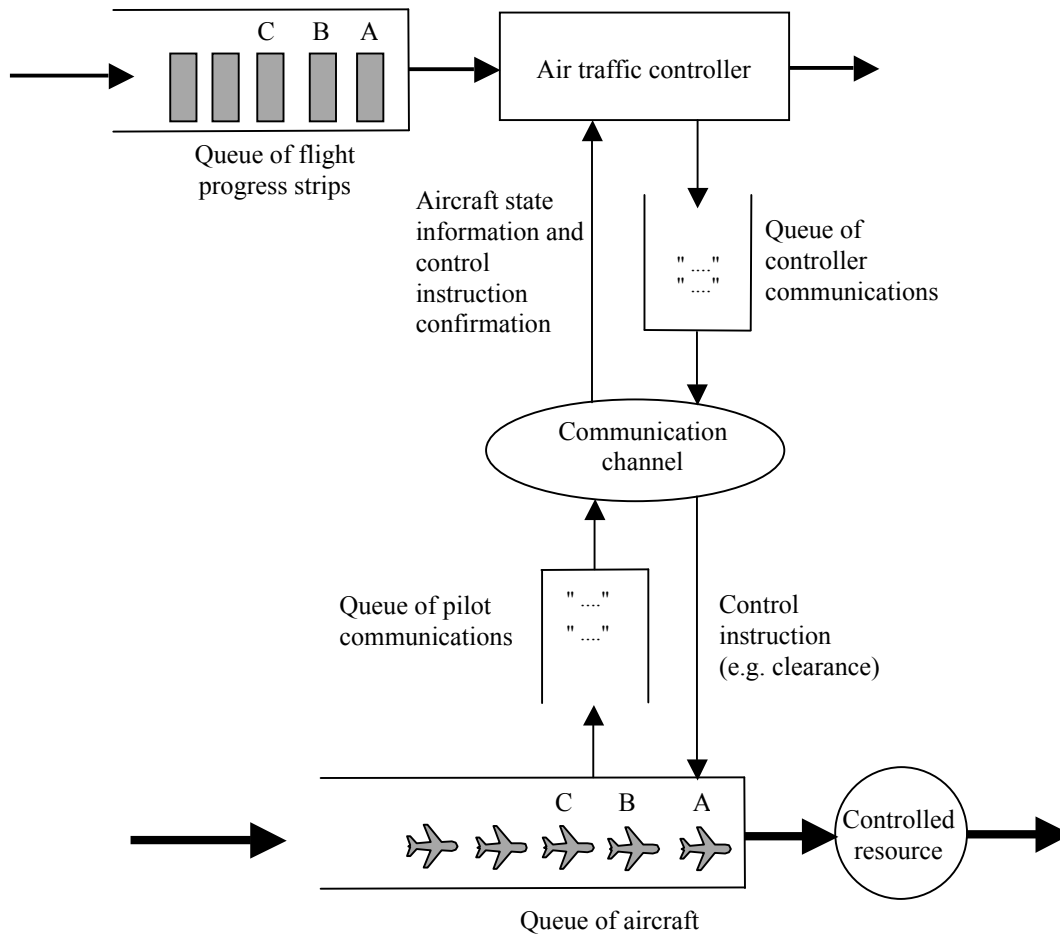 C B A
Air traffic controller
Queue of flight
progress strips
Aircraft state
information and
control
instruction
confirmation
" ...."
" ...."
Queue of
controller
communications
Communication
channel
Queue of pilot
communications
" ...."
" ...."
Control
instruction
(e.g. clearance)
C B A
Controlled
resource
Queue of aircraft